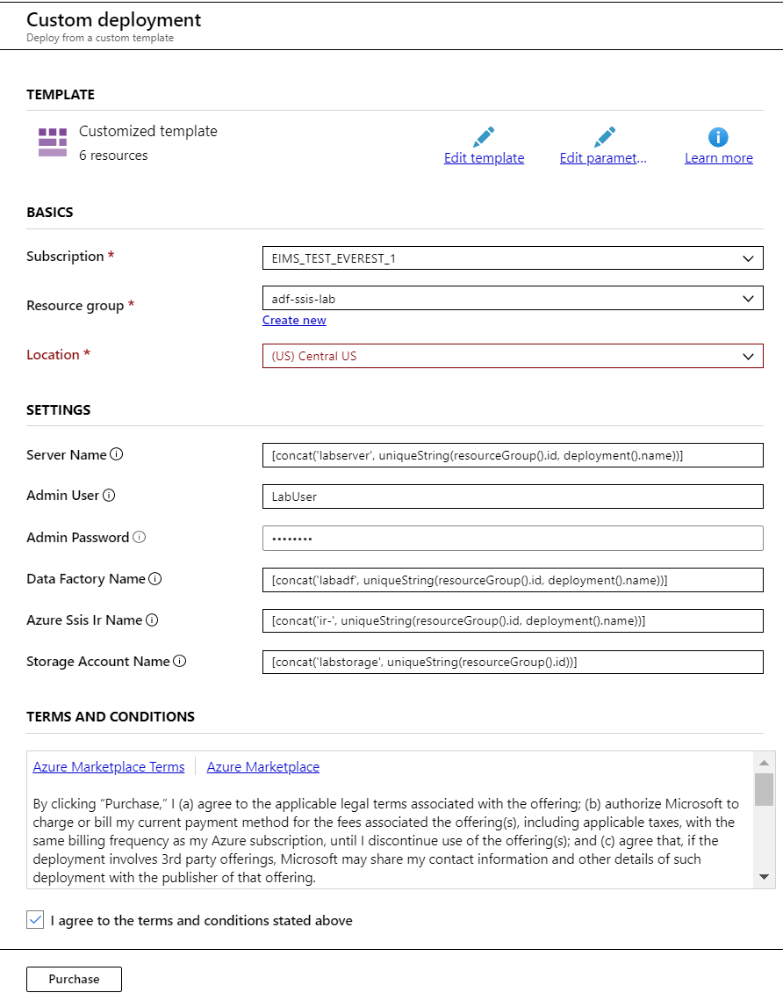 Custom deployment
Deploy from a custom template
TEMPLATE
Customized template
6 resources
Edit template
Edit paramet...
Learn more
BASICS
Subscription *
EIMS_TEST_EVEREST_1
Resource group *
adf-ssis-lab
Create new
Location *
(US) Central US
SETTINGS
Server Name
[concat('labserver', uniqueString(resourceGroup().id, deployment().name))]
Admin User
LabUser
Admin Password
••••••••
Data Factory Name
[concat('labadf', uniqueString(resourceGroup().id, deployment().name))]
Azure Ssis Ir Name
[concat('ir-', uniqueString(resourceGroup().id, deployment().name))]
Storage Account Name
[concat('labstorage', uniqueString(resourceGroup().id))]
TERMS AND CONDITIONS
Azure Marketplace Terms
Azure Marketplace
By clicking “Purchase,” I (a) agree to the applicable legal terms associated with the offering; (b) authorize Microsoft to
charge or bill my current payment method for the fees associated the offering(s), including applicable taxes, with the
same billing frequency as my Azure subscription, until I discontinue use of the offering(s); and (c) agree that, if the
deployment involves 3rd party offerings, Microsoft may share my contact information and other details of such
deployment with the publisher of that offering.
I agree to the terms and conditions stated above
Purchase